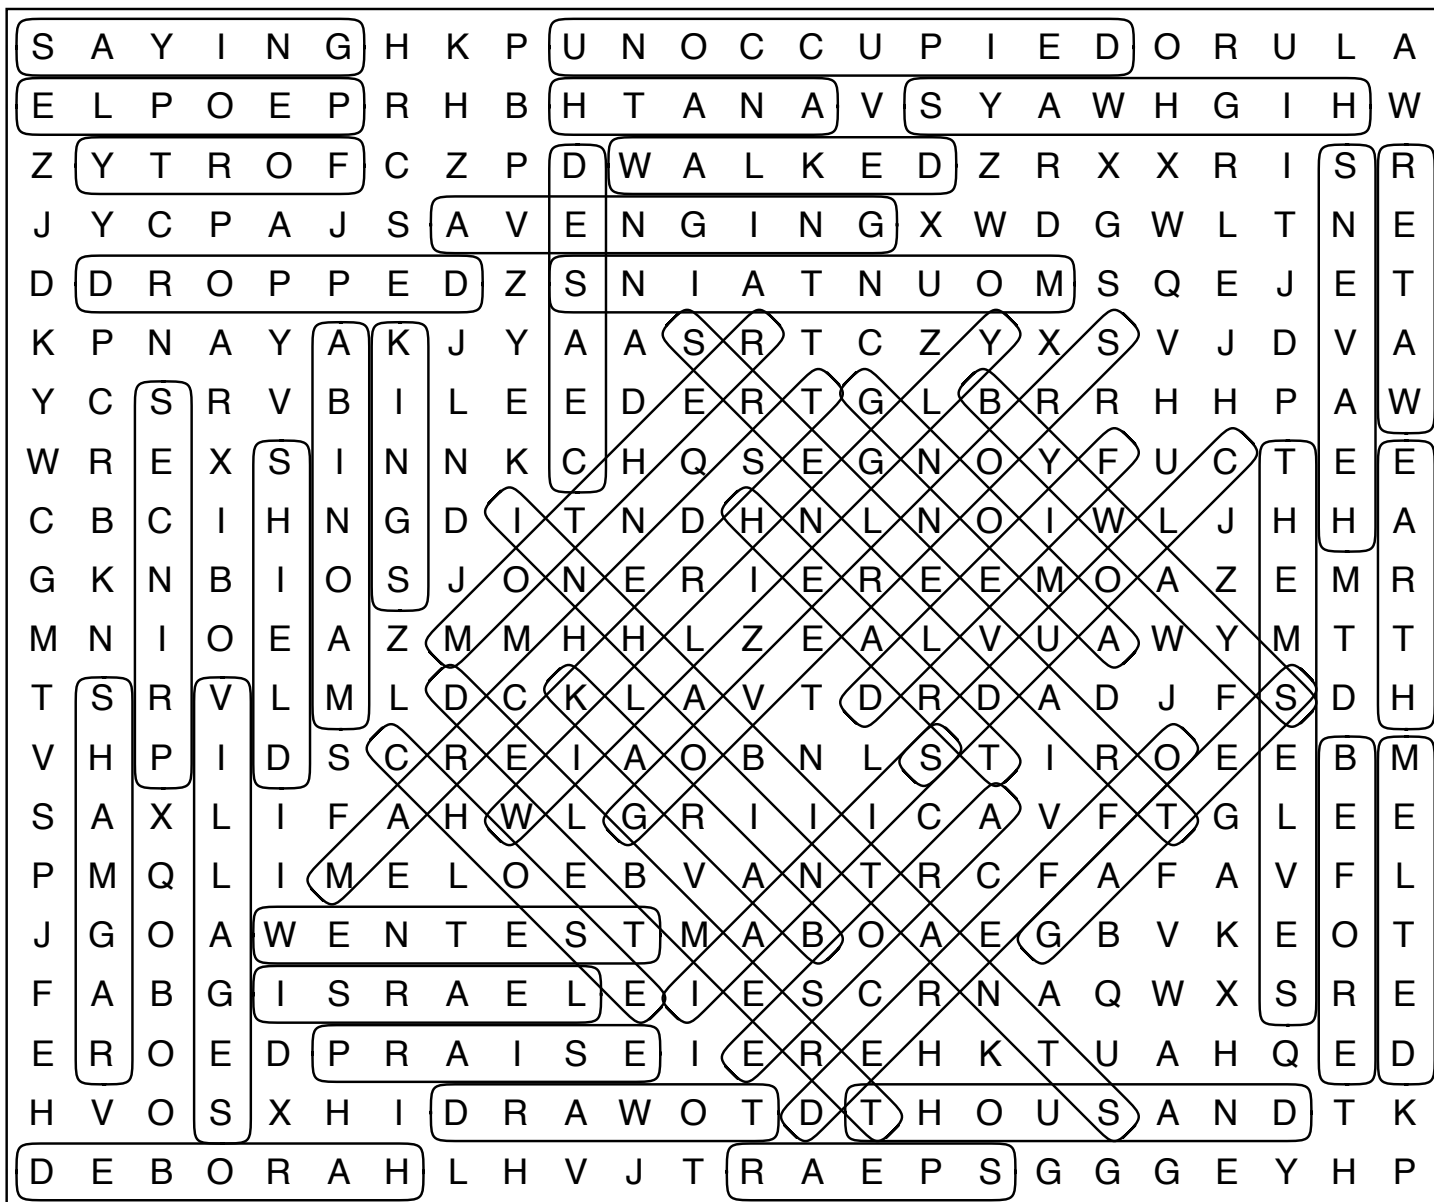 S A Y I N G H K P U N O C C U P I E D O R U L A
E L P O E P R H B H T A N A V S Y A W H G I H W
Z Y T R O F C Z P D W A L K E D Z R X X R I S R
J Y C P A J S A V E N G I N G X W D G W L T N E
D D R O P P E D Z S N I A T N U O M S Q E J E T
K P N A Y A K J Y A A S R T C Z Y X S V J D V A
Y C S R V B I L E E D E R T G L B R R H H P A W
W R E X S I N N K C H Q S E G N O Y F U C T E E
C B C I H N G D I T N D H N L N O I W L J H H A
G K N B I O S J O N E R I E R E E M O A Z E M R
M N I O E A Z M M H H L Z E A L V U A W Y M T T
T S R V L M L D C K L A V T D R D A D J F S D H
V H P I D S C R E I A O B N L S T I R O E E B M
S A X L I F A H W L G R I I I C A V F T G L E E
P M Q L I M E L O E B V A N T R C F A F A V F L
J G O A W E N T E S T M A B O A E G B V K E O T
F A B G I S R A E L E I E S C R N A Q W X S R E
E R O E D P R A I S E I E R E H K T U A H Q E D
H V O S X H I D R A W O T D T H O U S A N D T K
D E B O R A H L H V J T R A E P S G G G E Y H P